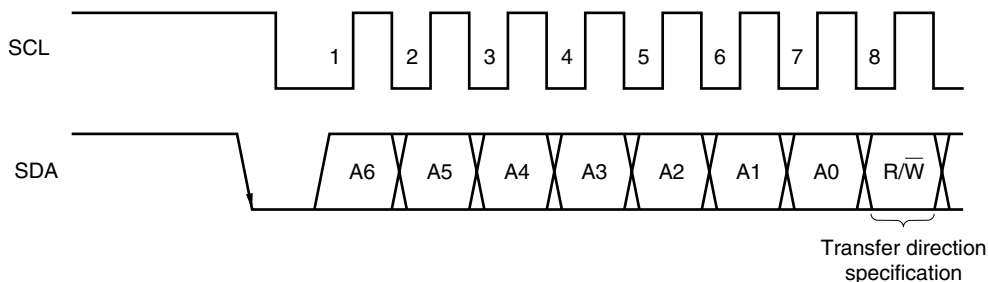 SCL
1 2 3 4 5 6 7 8
SDA
A6 A5 A4 A3 A2 A1 A0 R/W̅
Transfer direction
specification